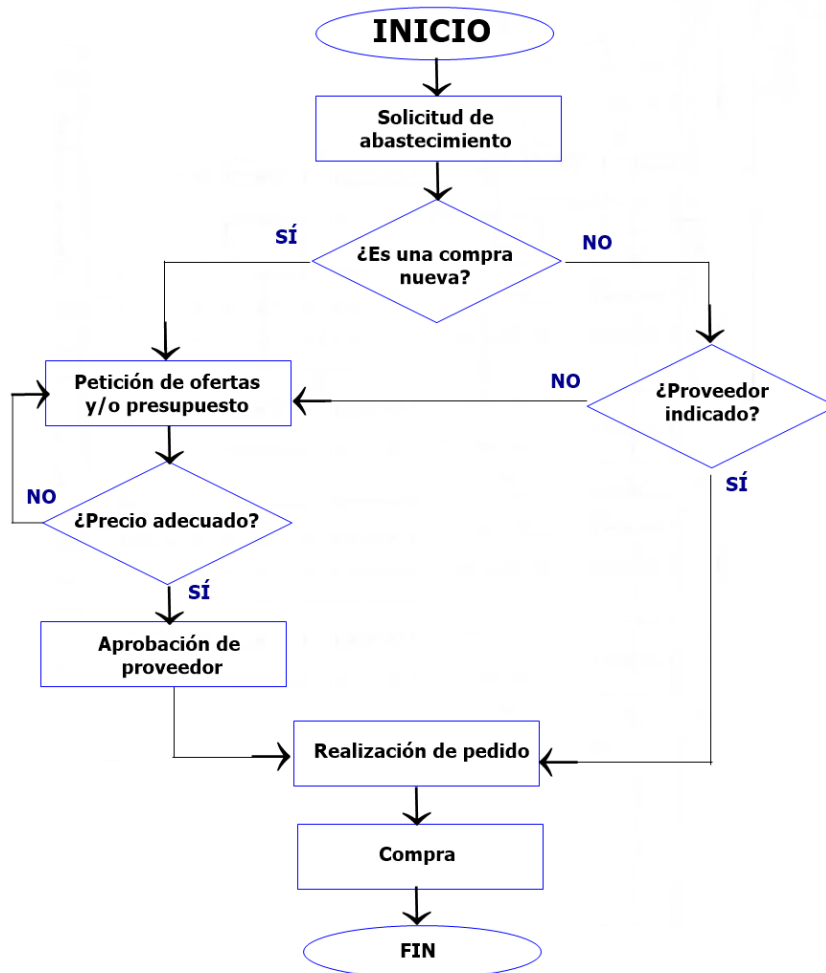 INICIO
Solicitud de
abastecimiento
SÍ
¿Es una compra
nueva?
NO
Petición de ofertas
y/o presupuesto
NO
¿Proveedor
indicado?
NO
¿Precio adecuado?
SÍ
SÍ
Aprobación de
proveedor
Realización de pedido
Compra
FIN